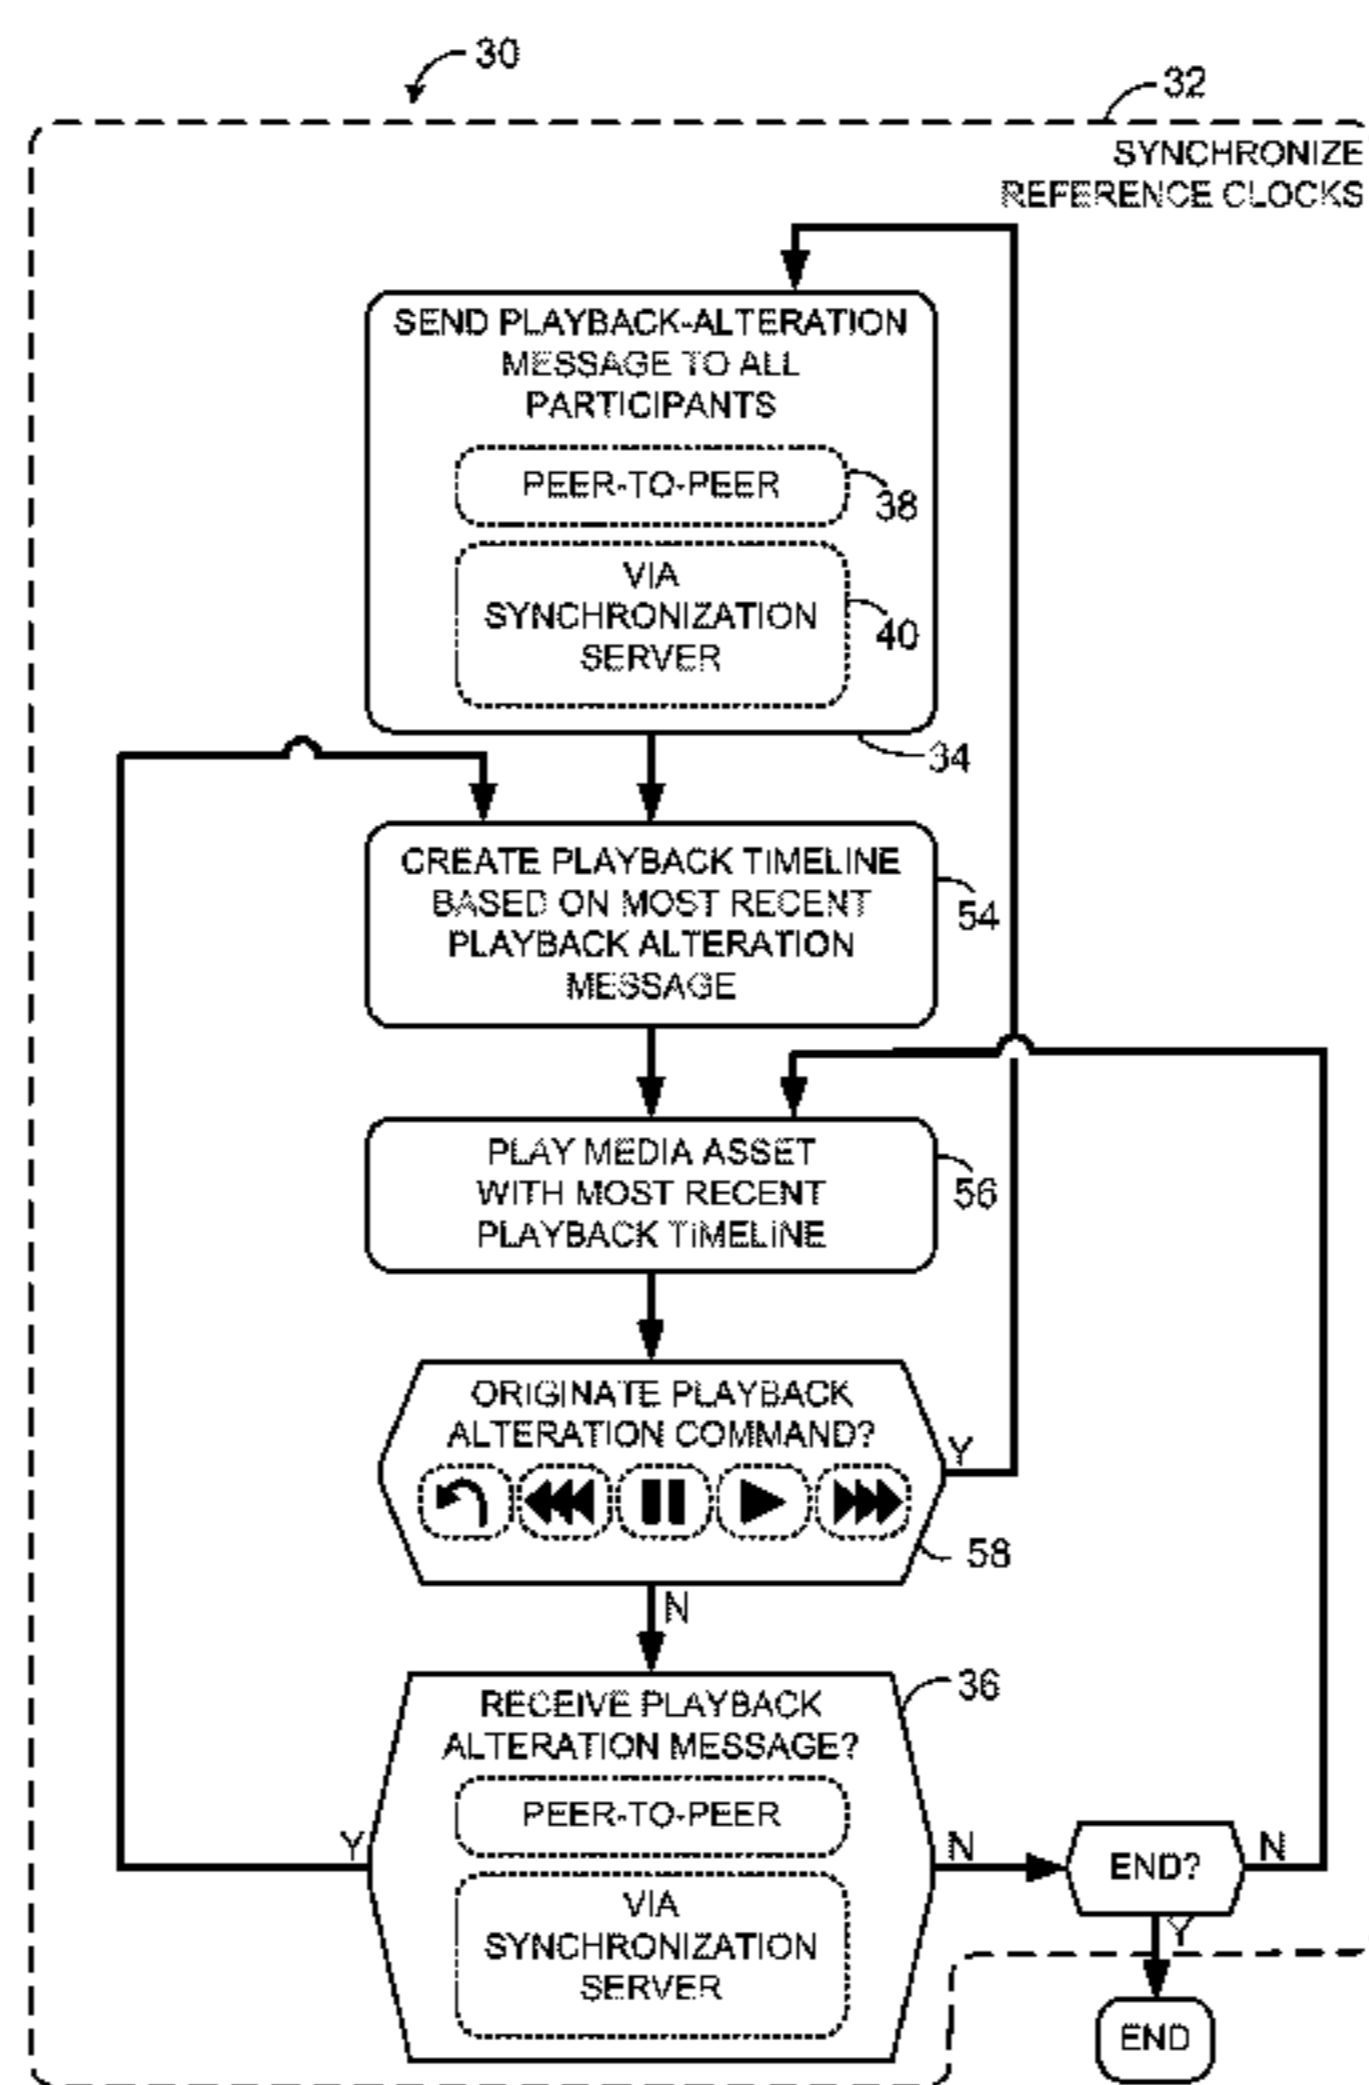 30
32
SYNCHRONIZE
REFERENCE CLOCKS
SEND PLAYBACK-ALTERATION
MESSAGE TO ALL
PARTICIPANTS
PEER-TO-PEER
38
VIA
SYNCHRONIZATION
SERVER
40
34
CREATE PLAYBACK TIMELINE
BASED ON MOST RECENT
PLAYBACK ALTERATION
MESSAGE
54
PLAY MEDIA ASSET
WITH MOST RECENT
PLAYBACK TIMELINE
56
ORIGINATE PLAYBACK
ALTERATION COMMAND?
Y
58
N
RECEIVE PLAYBACK
ALTERATION MESSAGE?
36
PEER-TO-PEER
VIA
SYNCHRONIZATION
SERVER
Y
N
END?
N
Y
END